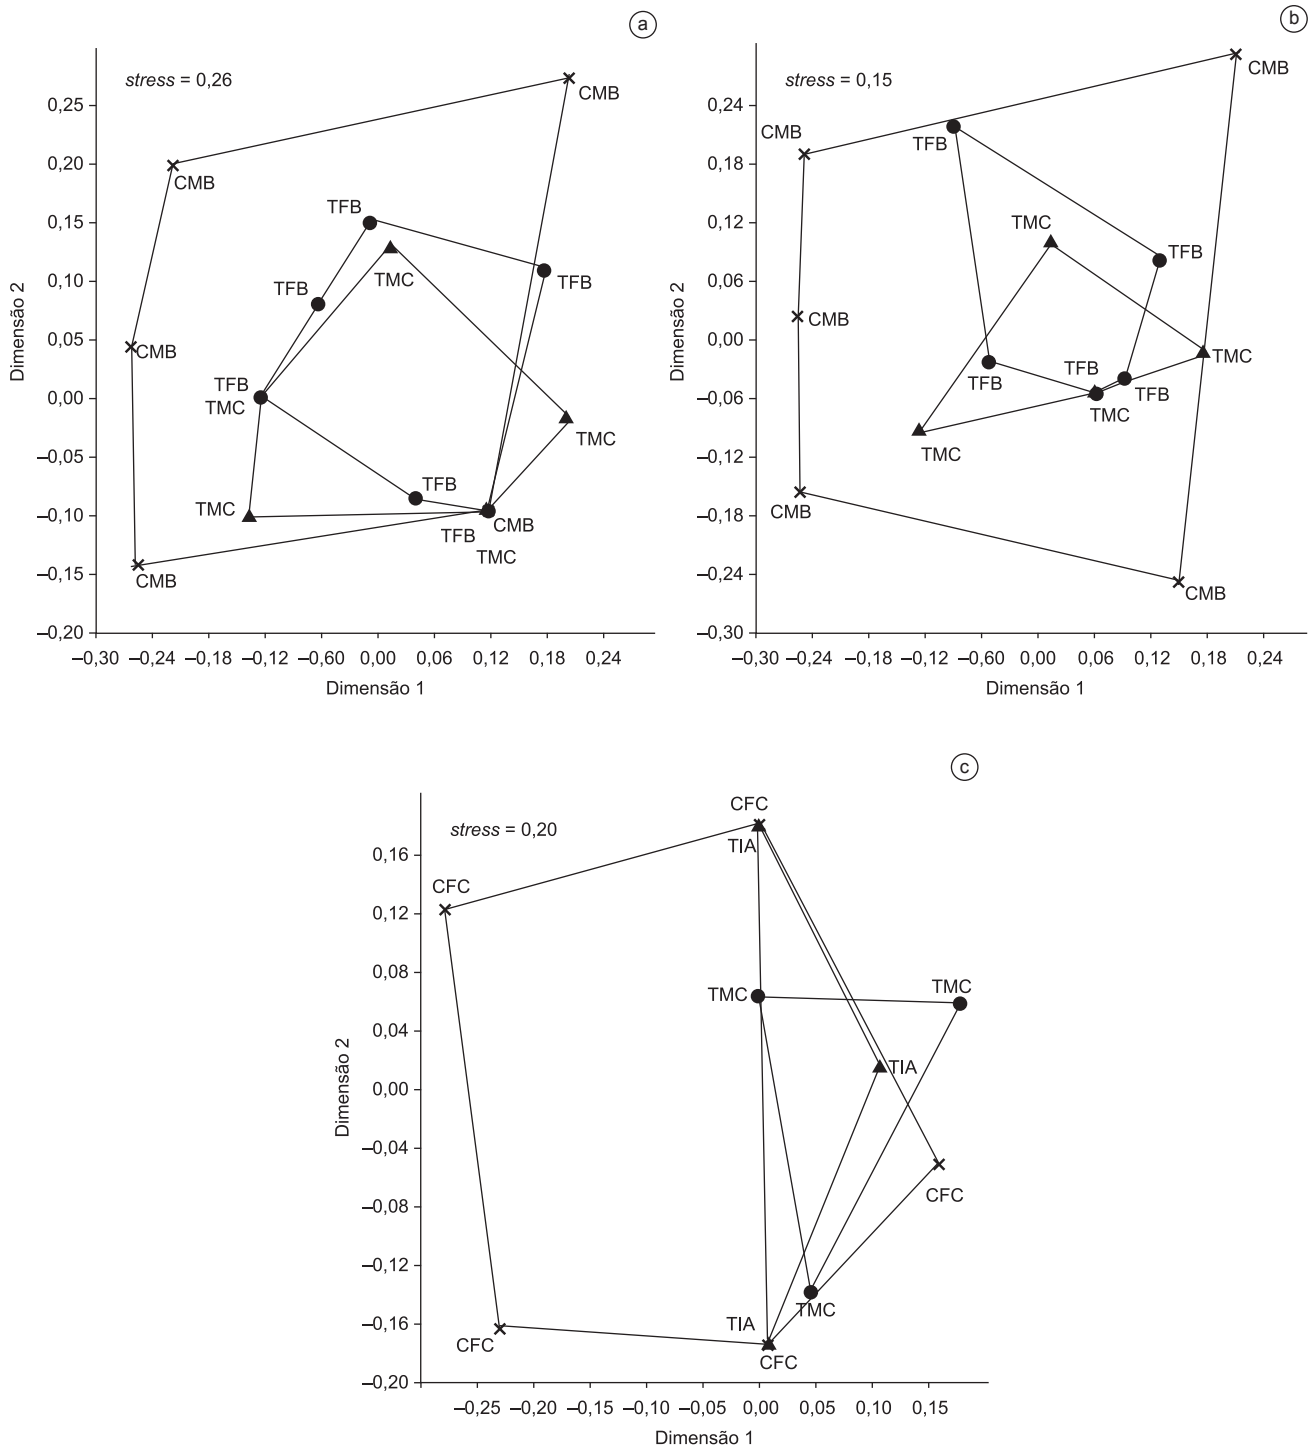 a
stress = 0,26
0,25
0,20
0,15
0,10
0,05
0,00
–0,05
–0,10
–0,15
–0,20
Dimensão 2
CMB
CMB
TFB
TMC
TFB
TFB
CMB
TFB
TMC
TMC
TFB
TMC
TFB
CMB
TMC
CMB
–0,30 –0,24 –0,18 –0,12 –0,60 0,00 0,06 0,12 0,18 0,24
Dimensão 1
b
stress = 0,15
0,24
0,18
0,12
0,06
0,00
–0,06
–0,12
–0,18
–0,24
–0,30
Dimensão 2
CMB
CMB
TFB
TMC
TFB
CMB
TMC
TFB
TFB
TFB
TMC
TMC
CMB
CMB
–0,30 –0,24 –0,18 –0,12 –0,60 0,00 0,06 0,12 0,18 0,24
Dimensão 1
c
stress = 0,20
0,16
0,12
0,08
0,04
0,00
–0,04
–0,08
–0,12
–0,16
–0,20
Dimensão 2
CFC
TIA
CFC
TMC
TMC
TIA
CFC
TMC
TIA
CFC
CFC
–0,25 –0,20 –0,15 –0,10 –0,05 0,00 0,05 0,10 0,15
Dimensão 1